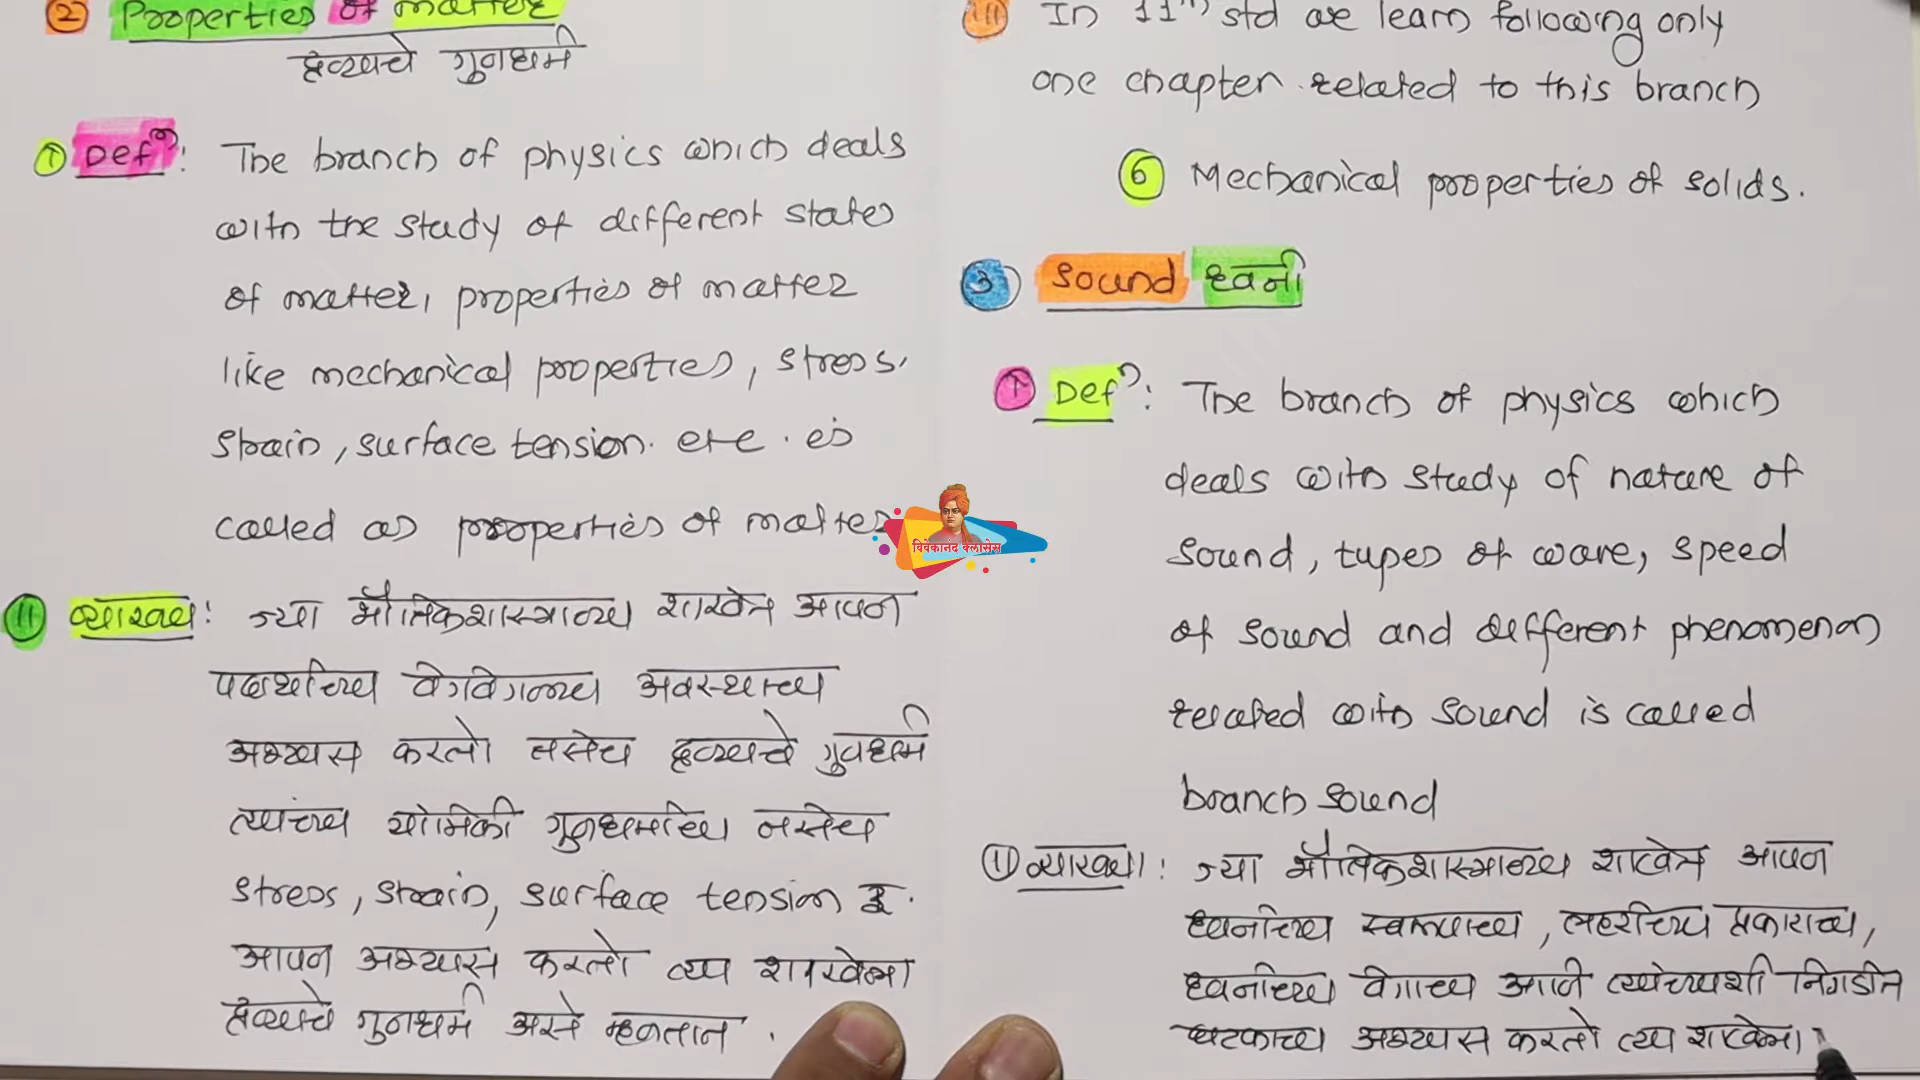 ② Properties of matter
द्रव्याचे गुणधर्म
① Defⁿ: The branch of physics which deals
with the study of different states
of matter, properties of matter
like mechanical properties, stress,
strain, surface tension. etc. is
called as properties of matter
② व्याख्या: ज्या भौतिकशास्त्राच्या शाखेत आपण
पदार्थाच्या वेगवेगळ्या अवस्थाच्या
अभ्यास करतो तसेच द्रव्याचे गुणधर्म
त्यांच्या यांत्रिकी गुणधर्माच्या तसेच
stress, strain, surface tension इ.
आपण अभ्यास करतो त्या शाखेला
द्रव्याचे गुणधर्म असे म्हणतात.
III In 11th std we learn following only
one chapter related to this branch
⑥ Mechanical properties of solids.
③ Sound ध्वनी
① Defⁿ: The branch of physics which
deals with study of nature of
sound, types of wave, speed
of sound and different phenomenon
related with sound is called
branch sound
② व्याख्या: ज्या भौतिकशास्त्राच्या शाखेत आपण
ध्वनीच्या स्वरूपाच्या, लहरीच्या प्रकाराच्या,
ध्वनीच्या वेगाच्या आणि त्यांच्याशी निगडीत
घटकाच्या अभ्यास करतो त्या शाखेला
विवेकानंद क्लासेस